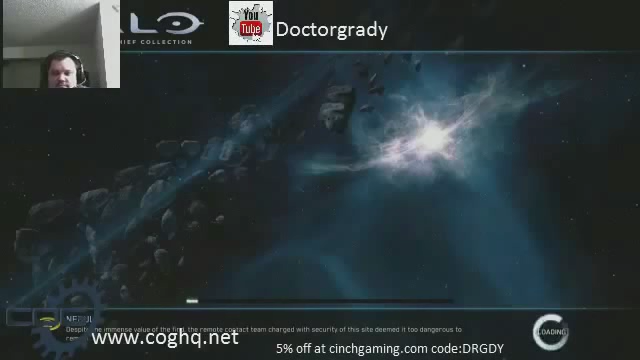 ALO
HIEF COLLECTION
You
Tube
Doctorgrady
LOADING
Despite the immense value of the find, the remote contact team charged with security of this site deemed it too dangerous to
www.coghq.net
5% off at cinchgaming.com code:DRGDY